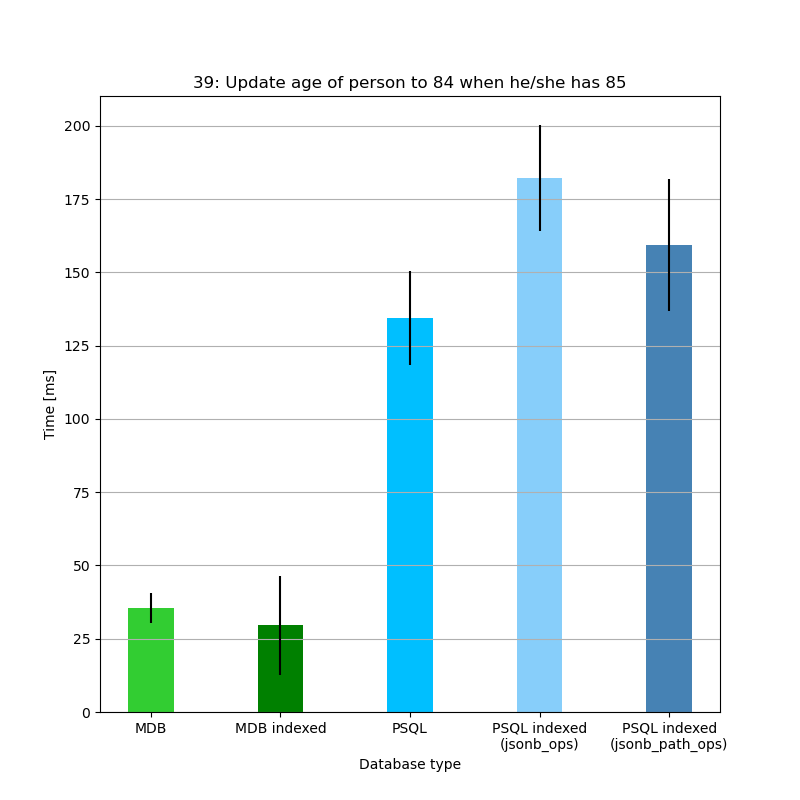 39: Update age of person to 84 when he/she has 85
200
175
150
125
100
75
50
25
0
Time [ms]
MDB
MDB indexed
PSQL
PSQL indexed
(jsonb_ops)
PSQL indexed
(jsonb_path_ops)
Database type